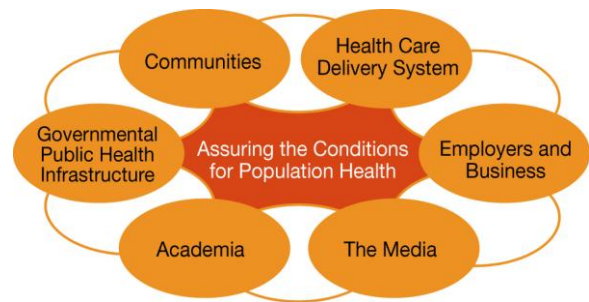 Communities
Health Care
Delivery System
Governmental
Public Health
Infrastructure
Assuring the Conditions
for Population Health
Employers and
Business
Academia
The Media